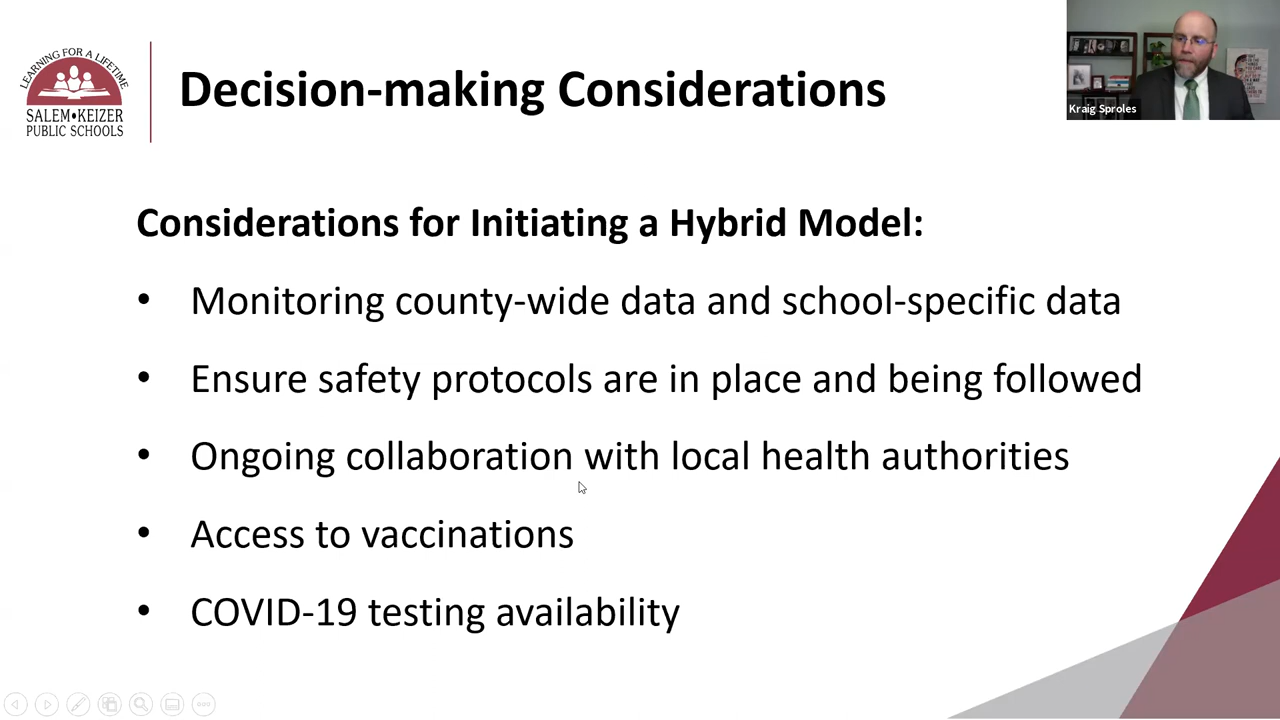 LEARNING FOR A LIFETIME
SALEM•KEIZER
PUBLIC SCHOOLS
Decision-making Considerations
Kraig Sproles
Considerations for Initiating a Hybrid Model:
• Monitoring county-wide data and school-specific data
• Ensure safety protocols are in place and being followed
• Ongoing collaboration with local health authorities
• Access to vaccinations
• COVID-19 testing availability